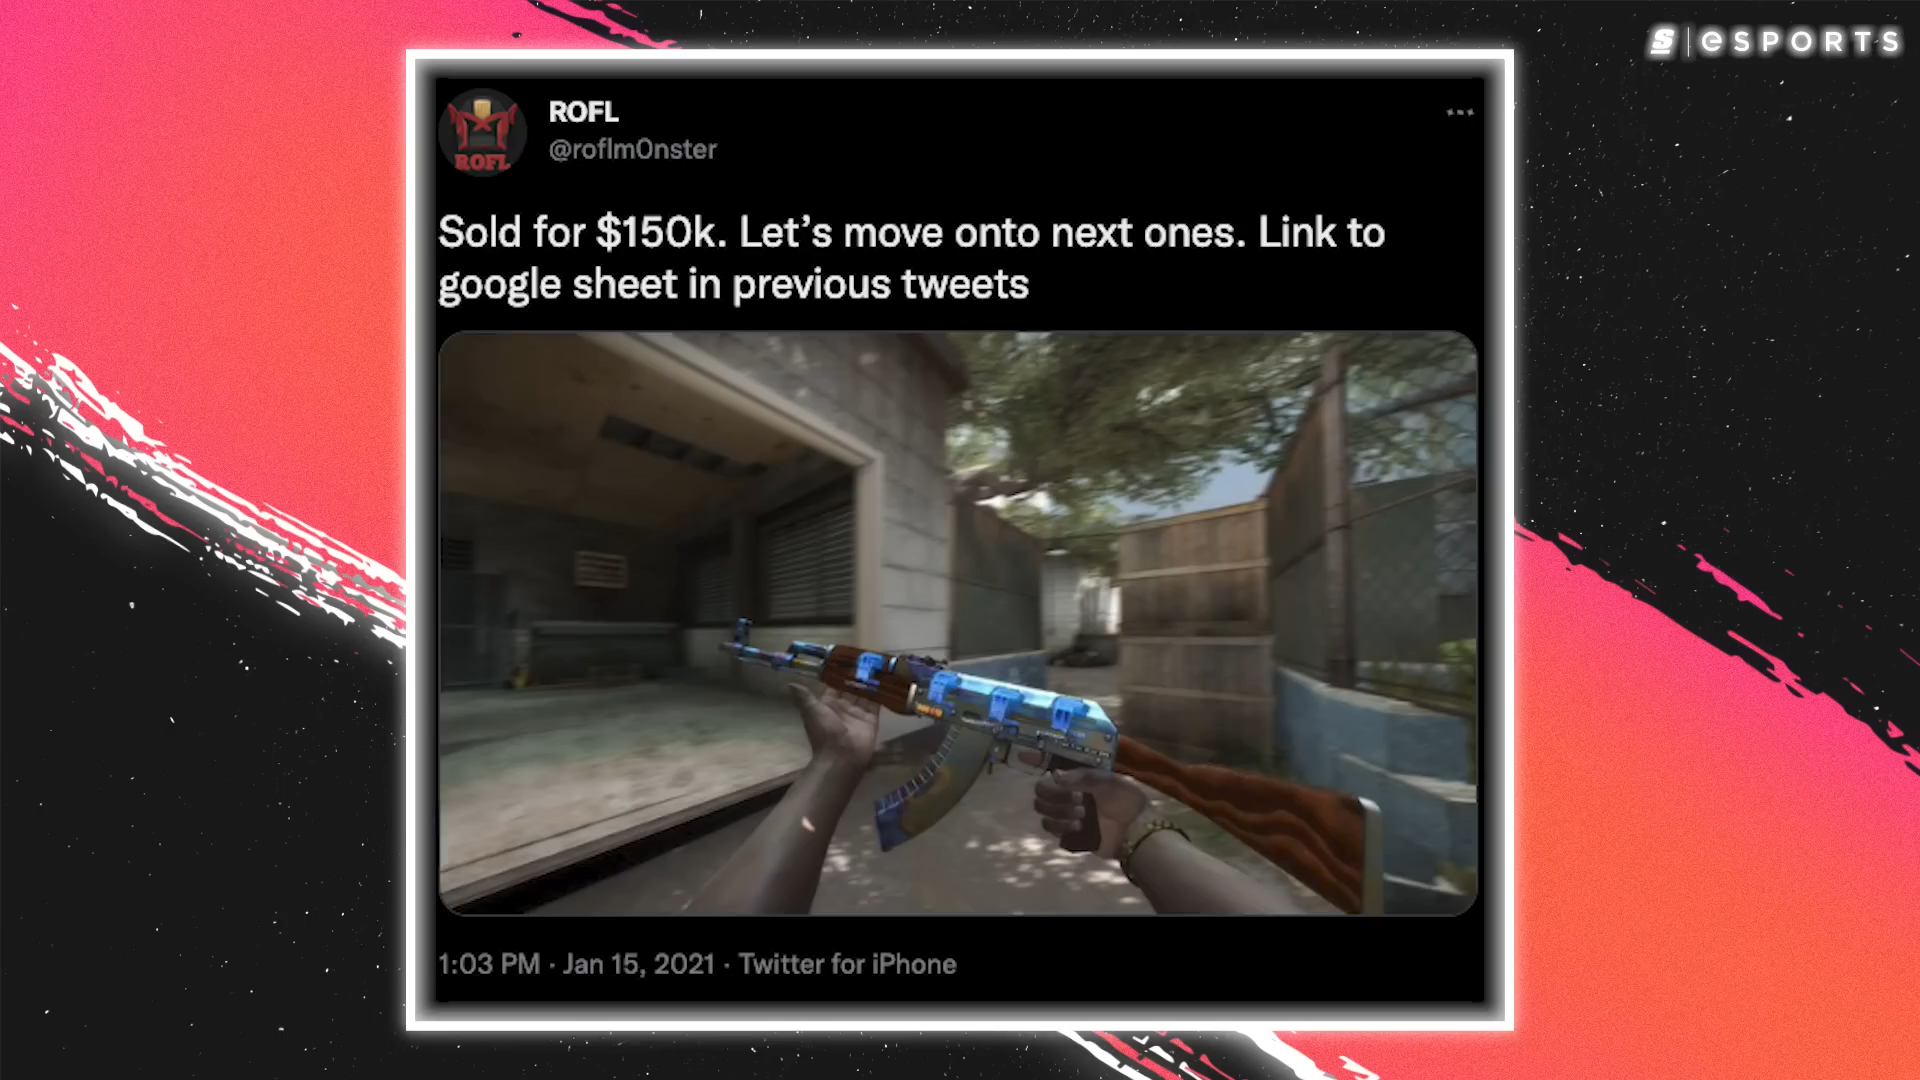 eSPORTS
ROFL
@roflm0nster
ROFL
Sold for $150k. Let’s move onto next ones. Link to
google sheet in previous tweets
1:03 PM · Jan 15, 2021 · Twitter for iPhone